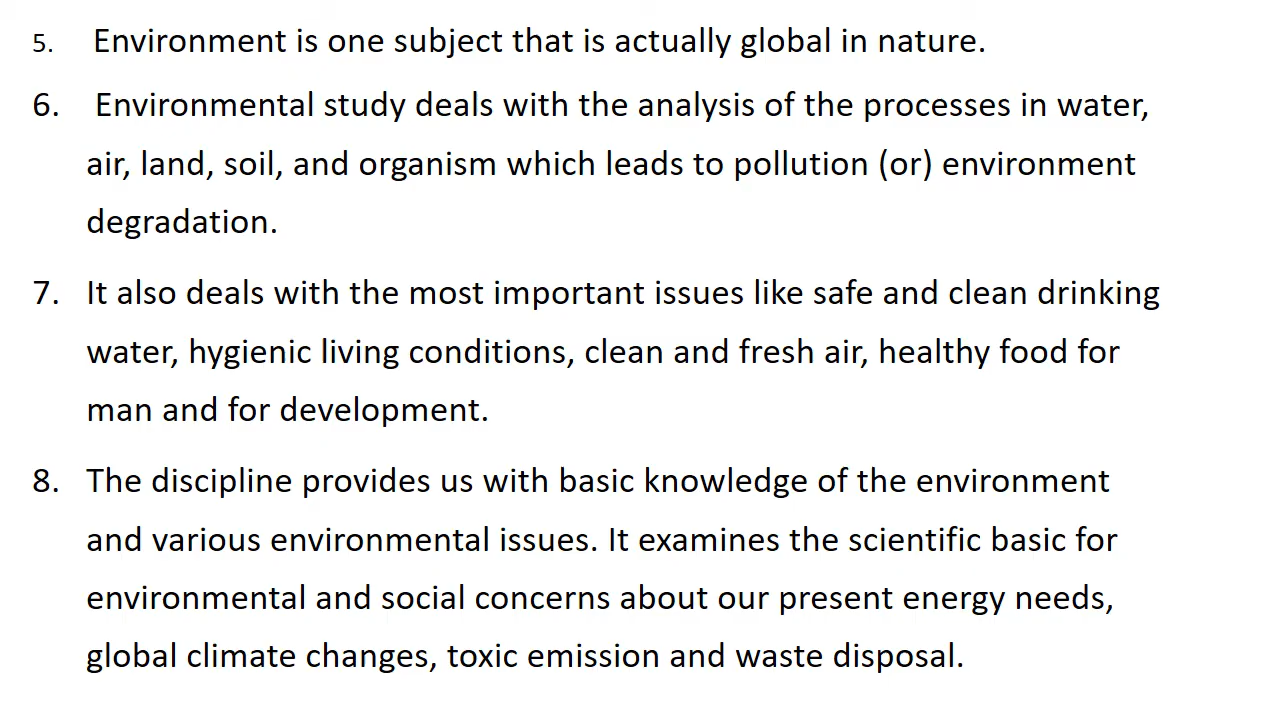 5. Environment is one subject that is actually global in nature.
6. Environmental study deals with the analysis of the processes in water,
air, land, soil, and organism which leads to pollution (or) environment
degradation.
7. It also deals with the most important issues like safe and clean drinking
water, hygienic living conditions, clean and fresh air, healthy food for
man and for development.
8. The discipline provides us with basic knowledge of the environment
and various environmental issues. It examines the scientific basic for
environmental and social concerns about our present energy needs,
global climate changes, toxic emission and waste disposal.